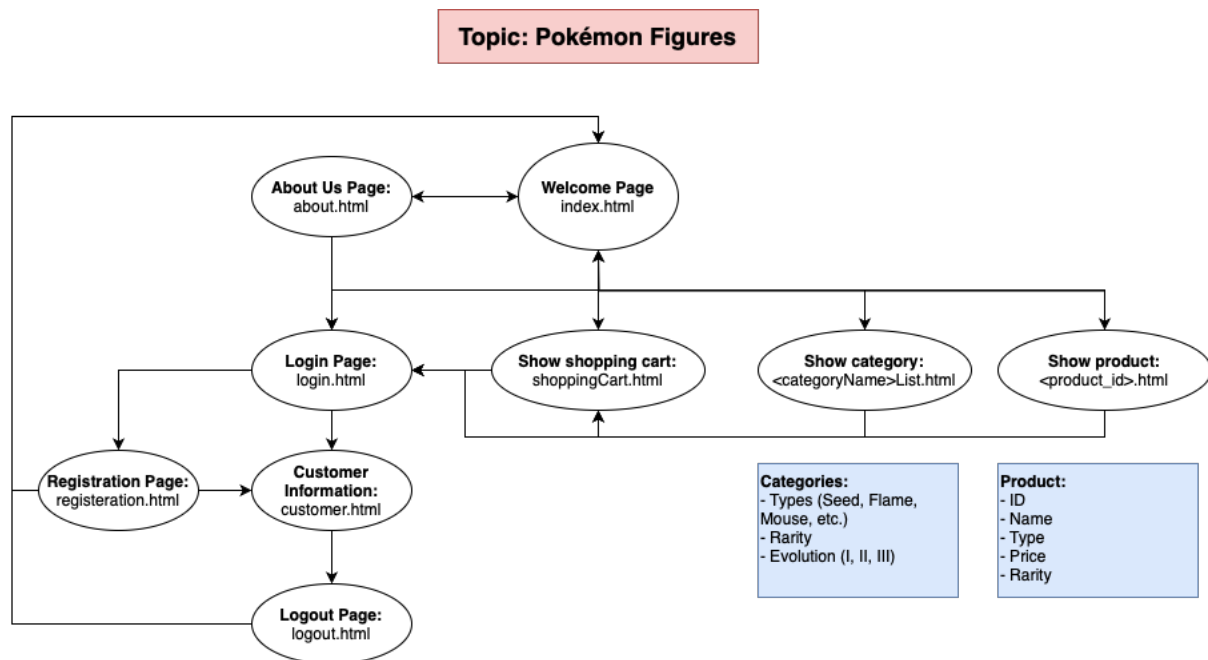 Topic: Pokémon Figures
About Us Page:
about.html
Welcome Page
index.html
Login Page:
login.html
Show shopping cart:
shoppingCart.html
Show category:
<categoryName>List.html
Show product:
<product_id>.html
Registration Page:
registeration.html
Customer
Information:
customer.html
Categories:
- Types (Seed, Flame,
Mouse, etc.)
- Rarity
- Evolution (I, II, III)
Product:
- ID
- Name
- Type
- Price
- Rarity
Logout Page:
logout.html